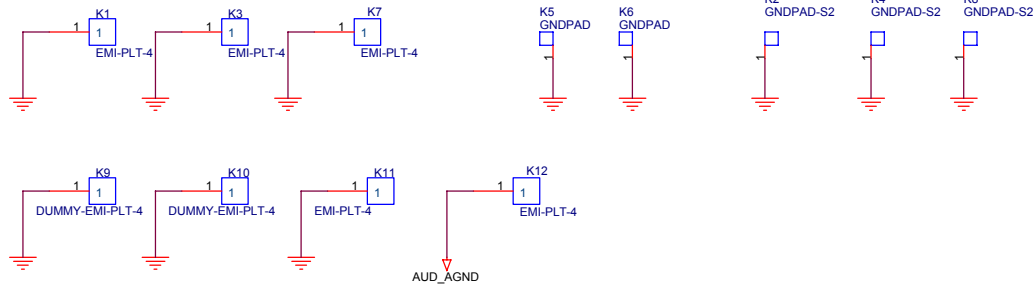 K1
1
1
EMI-PLT-4
K3
1
1
EMI-PLT-4
K7
1
1
EMI-PLT-4
K5
GNDPAD
1
K6
GNDPAD
1
K2
GNDPAD-S2
1
K4
GNDPAD-S2
1
GNDPAD-S2
1
K9
1
1
DUMMY-EMI-PLT-4
K10
1
1
DUMMY-EMI-PLT-4
K11
1
1
EMI-PLT-4
K12
1
1
EMI-PLT-4
AUD_AGND